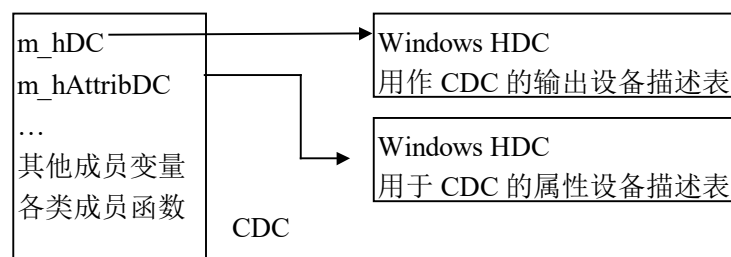 m_hDC
m_hAttribDC
…
其他成员变量
各类成员函数
CDC
Windows HDC
用作 CDC 的输出设备描述表
Windows HDC
用于 CDC 的属性设备描述表